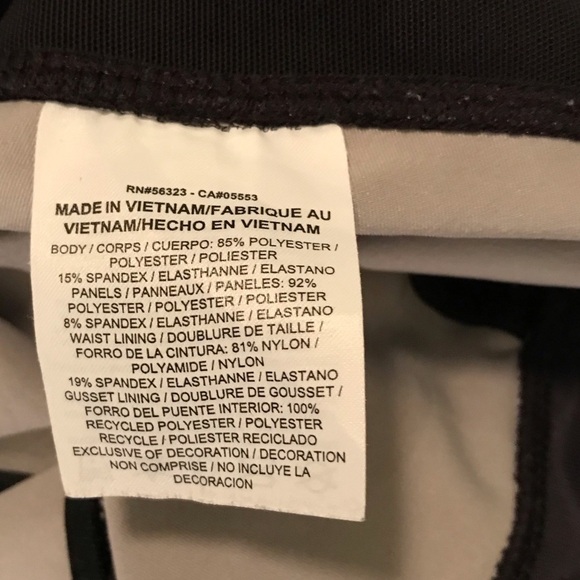 RN#56323 - CA#05553
MADE IN VIETNAM/FABRIQUE AU
VIETNAM/HECHO EN VIETNAM
BODY / CORPS / CUERPO: 85% POLYESTER /
POLYESTER / POLIESTER
15% SPANDEX / ELASTHANNE / ELASTANO
PANELS / PANNEAUX / PANELES: 92%
POLYESTER / POLYESTER / POLIESTER
8% SPANDEX / ELASTHANNE / ELASTANO
WAIST LINING / DOUBLURE DE TAILLE /
FORRO DE LA CINTURA: 81% NYLON /
POLYAMIDE / NYLON
19% SPANDEX / ELASTHANNE / ELASTANO
GUSSET LINING / DOUBLURE DE GOUSSET /
FORRO DEL PUENTE INTERIOR: 100%
RECYCLED POLYESTER / POLYESTER
RECYCLE / POLIESTER RECICLADO
EXCLUSIVE OF DECORATION / DECORATION
NON COMPRISE / NO INCLUYE LA
DECORACION